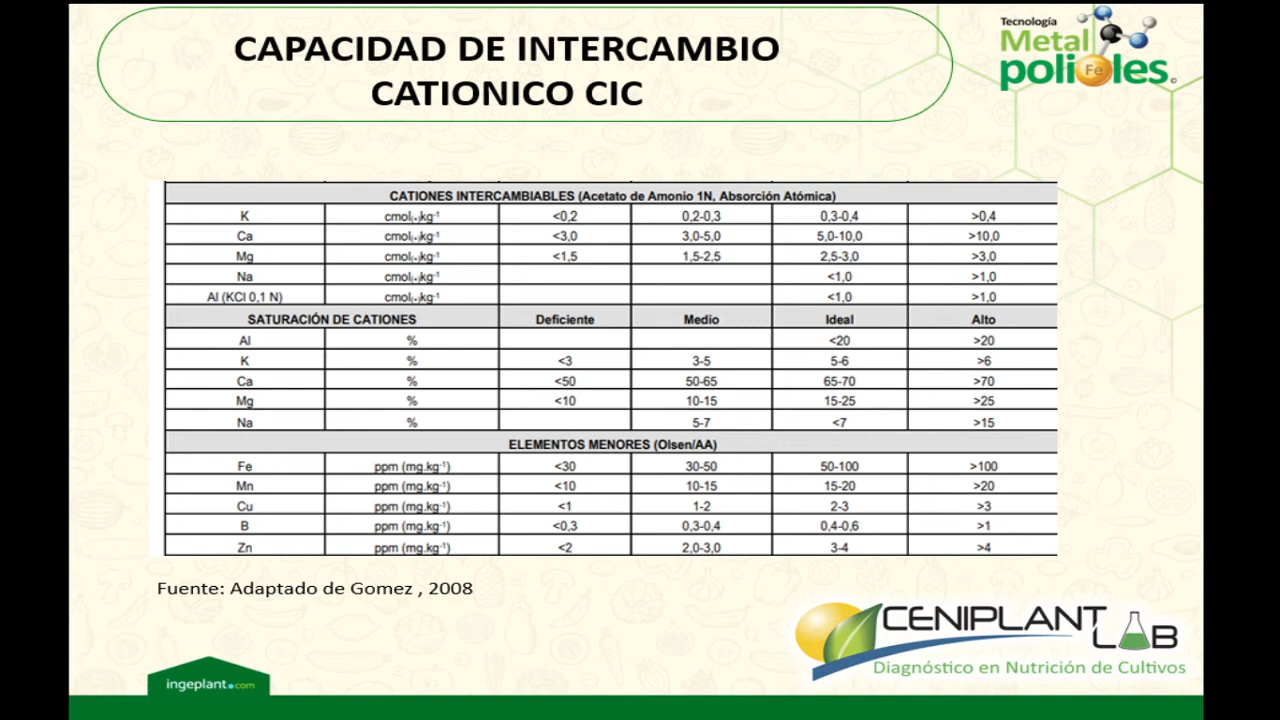 CAPACIDAD DE INTERCAMBIO
CATIONICO CIC
Tecnología
Metal
polioles
Fe
CATIONES INTERCAMBIABLES (Acetato de Amonio 1N, Absorción Atómica)
K cmol(+)kg-1 <0,2 0,2-0,3 0,3-0,4 >0,4
Ca cmol(+)kg-1 <3,0 3,0-5,0 5,0-10,0 >10,0
Mg cmol(+)kg-1 <1,5 1,5-2,5 2,5-3,0 >3,0
Na cmol(+)kg-1 <1,0 >1,0
Al (KCl 0,1 N) cmol(+)kg-1 <1,0 >1,0
SATURACIÓN DE CATIONES Deficiente Medio Ideal Alto
Al % <20 >20
K % <3 3-5 5-6 >6
Ca % <50 50-65 65-70 >70
Mg % <10 10-15 15-25 >25
Na % 5-7 <7 >15
ELEMENTOS MENORES (Olsen/AA)
Fe ppm (mg.kg-1) <30 30-50 50-100 >100
Mn ppm (mg.kg-1) <10 10-15 15-20 >20
Cu ppm (mg.kg-1) <1 1-2 2-3 >3
B ppm (mg.kg-1) <0,3 0,3-0,4 0,4-0,6 >1
Zn ppm (mg.kg-1) <2 2,0-3,0 3-4 >4
Fuente: Adaptado de Gomez , 2008
CENIPLANT LAB
Diagnóstico en Nutrición de Cultivos
ingeplant.com